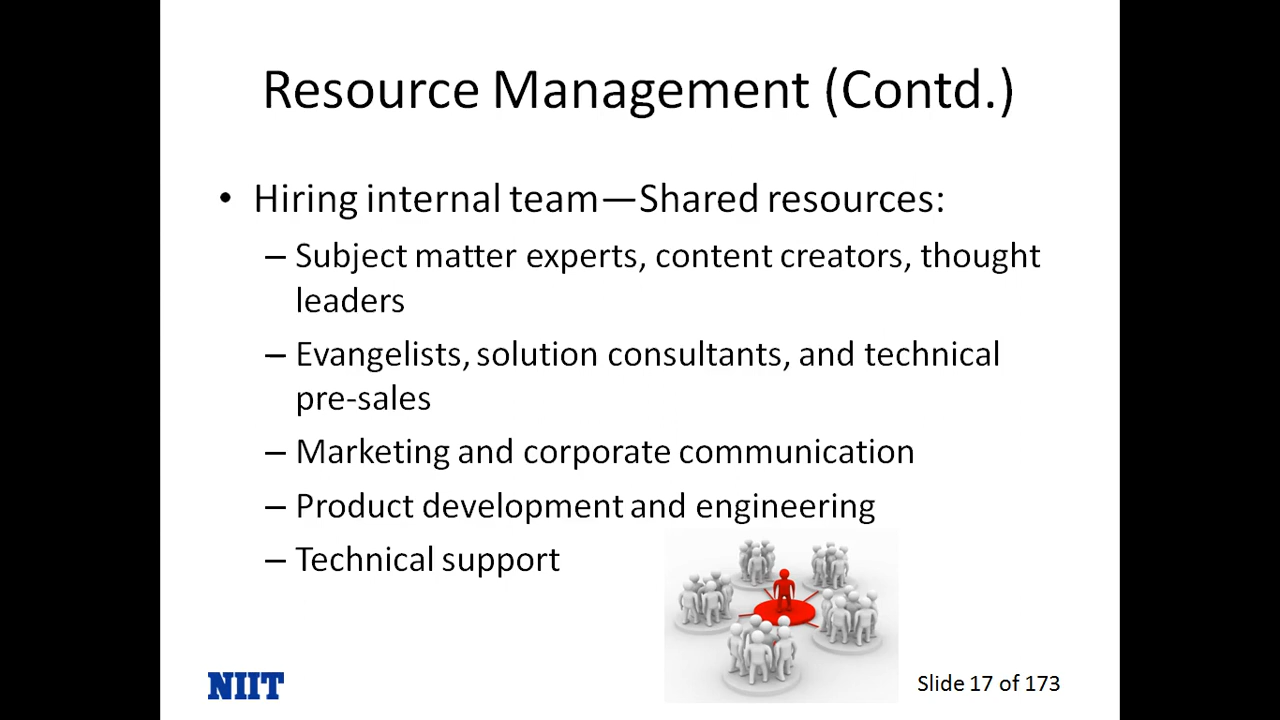 Resource Management (Contd.)
• Hiring internal team—Shared resources:
– Subject matter experts, content creators, thought
leaders
– Evangelists, solution consultants, and technical
pre-sales
– Marketing and corporate communication
– Product development and engineering
– Technical support
NIIT
Slide 17 of 173